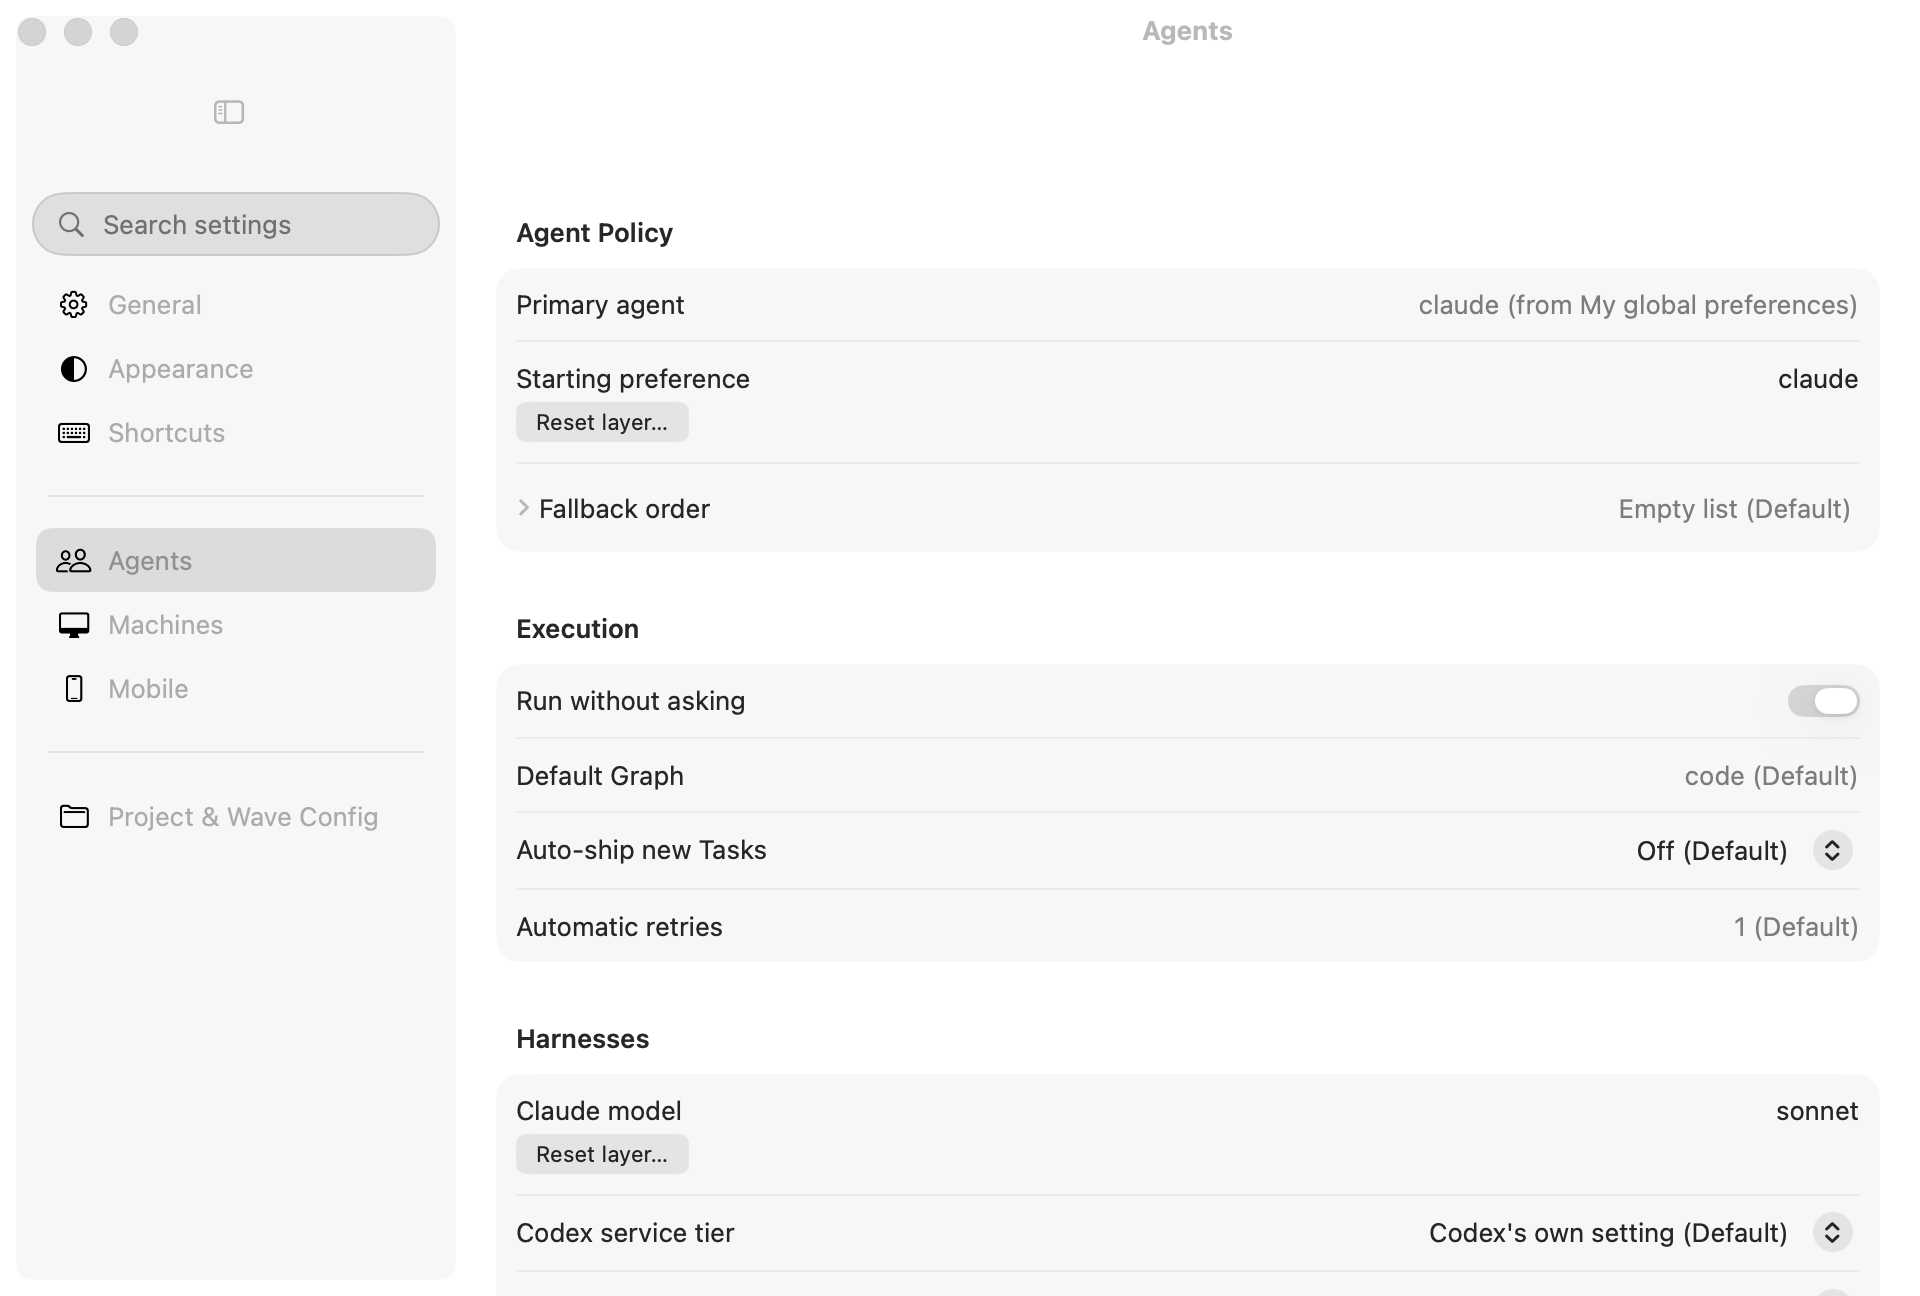 Agents
Search settings
General
Appearance
Shortcuts
Agents
Machines
Mobile
Project & Wave Config
Agent Policy
Primary agent claude (from My global preferences)
Starting preference claude
Reset layer...
Fallback order Empty list (Default)
Execution
Run without asking
Default Graph code (Default)
Auto-ship new Tasks Off (Default)
Automatic retries 1 (Default)
Harnesses
Claude model sonnet
Reset layer...
Codex service tier Codex's own setting (Default)